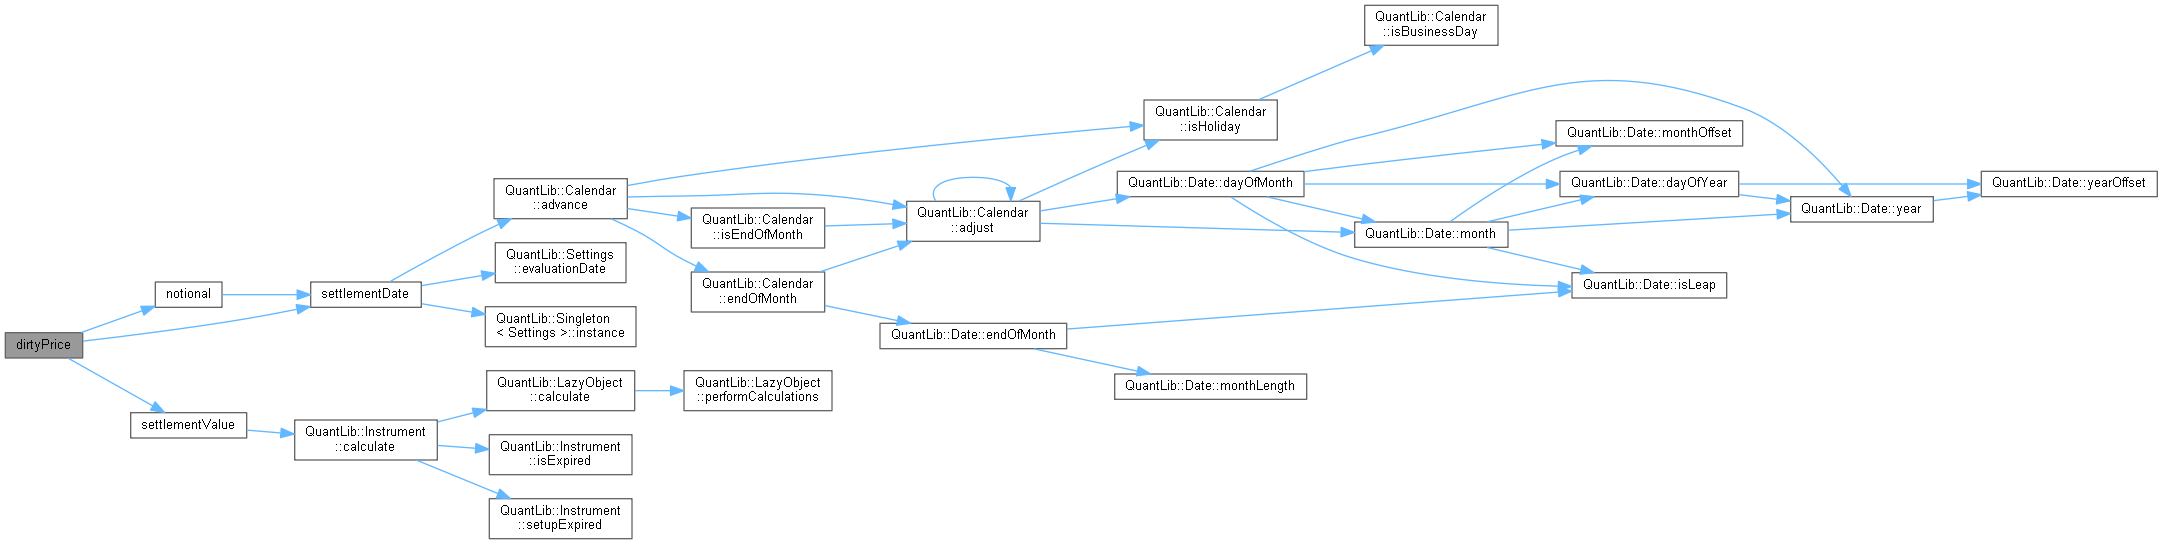 dirtyPrice
notional
settlementValue
settlementDate
QuantLib::Instrument
::calculate
QuantLib::Calendar
::advance
QuantLib::Settings
::evaluationDate
QuantLib::Singleton
< Settings >::instance
QuantLib::LazyObject
::calculate
QuantLib::Instrument
::isExpired
QuantLib::Instrument
::setupExpired
QuantLib::Calendar
::isEndOfMonth
QuantLib::Calendar
::endOfMonth
QuantLib::LazyObject
::performCalculations
QuantLib::Calendar
::adjust
QuantLib::Date::endOfMonth
QuantLib::Calendar
::isHoliday
QuantLib::Date::dayOfMonth
QuantLib::Date::monthLength
QuantLib::Calendar
::isBusinessDay
QuantLib::Date::month
QuantLib::Date::monthOffset
QuantLib::Date::dayOfYear
QuantLib::Date::isLeap
QuantLib::Date::year
QuantLib::Date::yearOffset